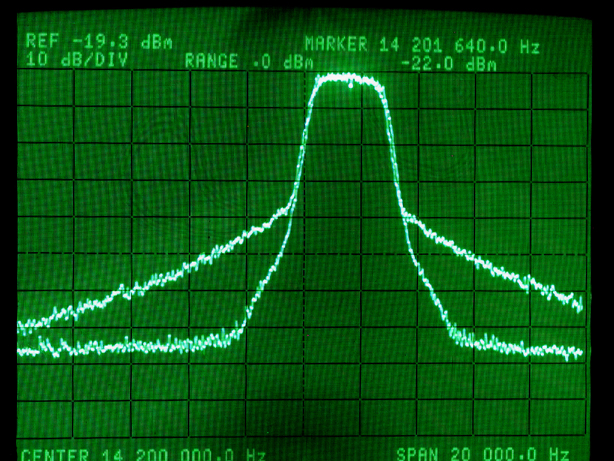 REF -19.3 dBm MARKER 14 201 640.0 Hz
10 dB/DIV RANGE .0 dBm -22.0 dBm
CENTER 14 200 000.0 Hz SPAN 20 000.0 Hz